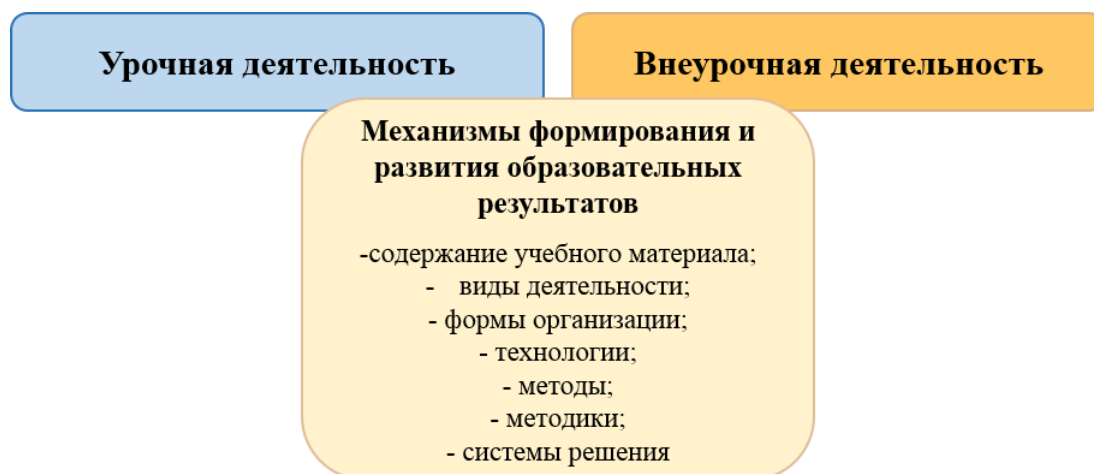 Урочная деятельность
Внеурочная деятельность
Механизмы формирования и
развития образовательных
результатов
-содержание учебного материала;
- виды деятельности;
- формы организации;
- технологии;
- методы;
- методики;
- системы решения